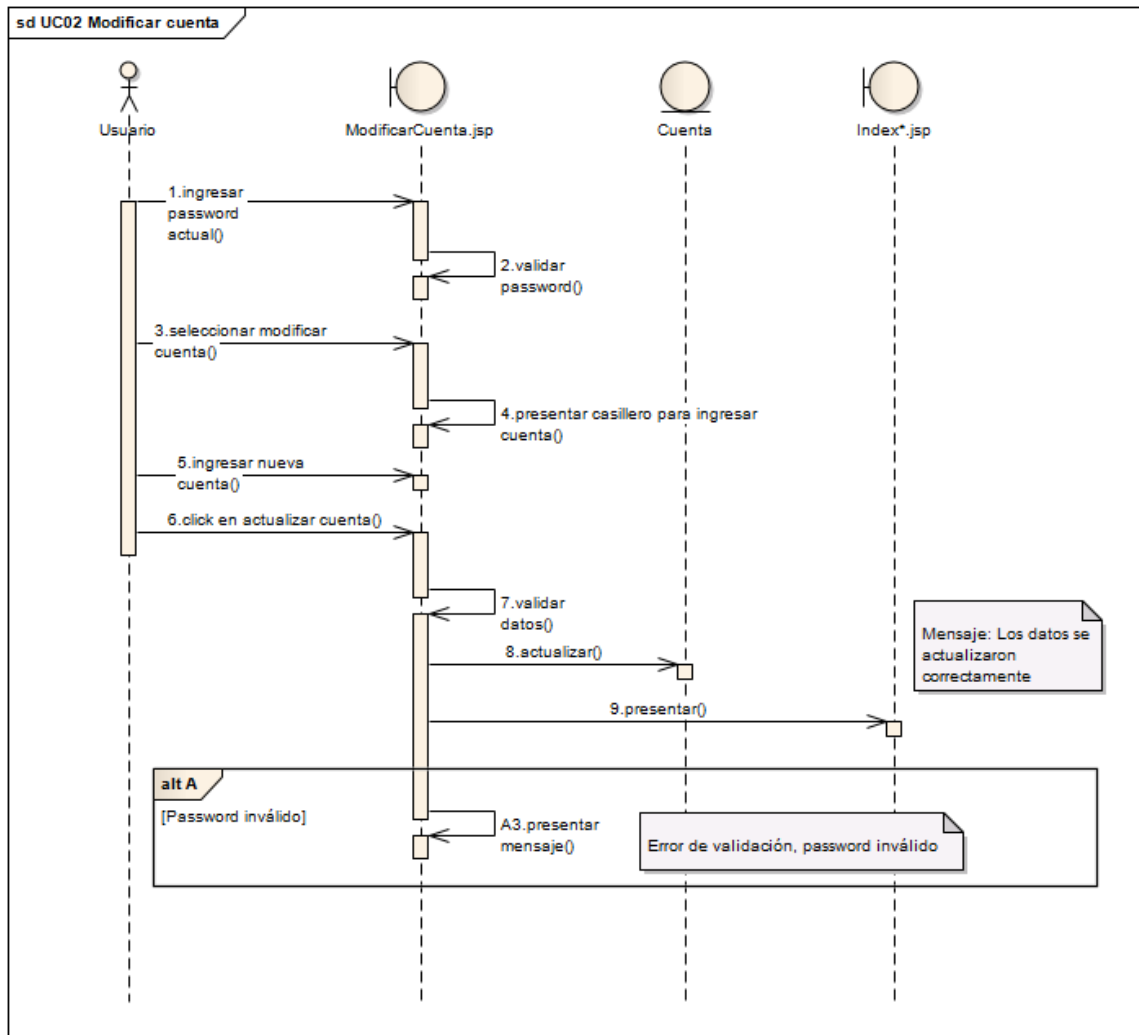 sd UC02 Modificar cuenta
Usuario
ModificarCuenta.jsp
Cuenta
Index*.jsp
1.ingresar
password
actual()
2.validar
password()
3.seleccionar modificar
cuenta()
4.presentar casillero para ingresar
cuenta()
5.ingresar nueva
cuenta()
6.click en actualizar cuenta()
7.validar
datos()
Mensaje: Los datos se
actualizaron
correctamente
8.actualizar()
9.presentar()
alt A
[Password inválido]
A3.presentar
mensaje()
Error de validación, password inválido